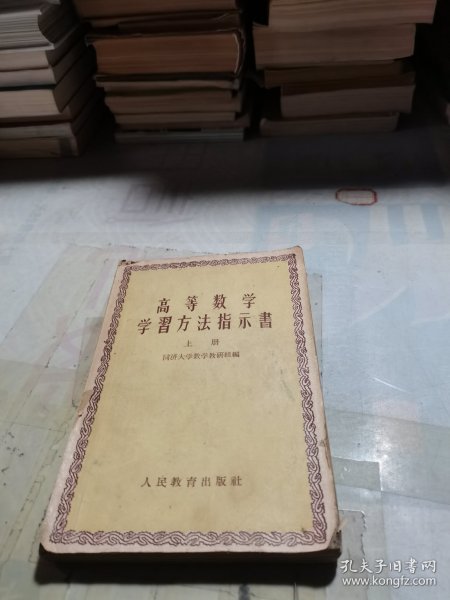 高等数学
学習方法指示書
上册
同济大学数学教研組編
人民教育出版社
孔夫子旧书网
www.kongfz.com